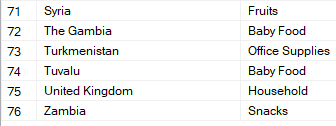 71 Syria Fruits
72 The Gambia Baby Food
73 Turkmenistan Office Supplies
74 Tuvalu Baby Food
75 United Kingdom Household
76 Zambia Snacks